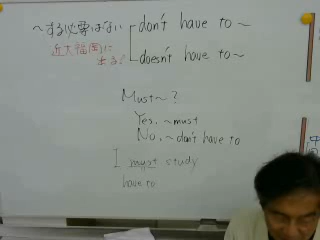 〜する必要はない
don't have to 〜
近大福岡に
出る!
doesn't have to 〜
Must〜?
Yes, 〜must
No, 〜don't have to
I must study
have to